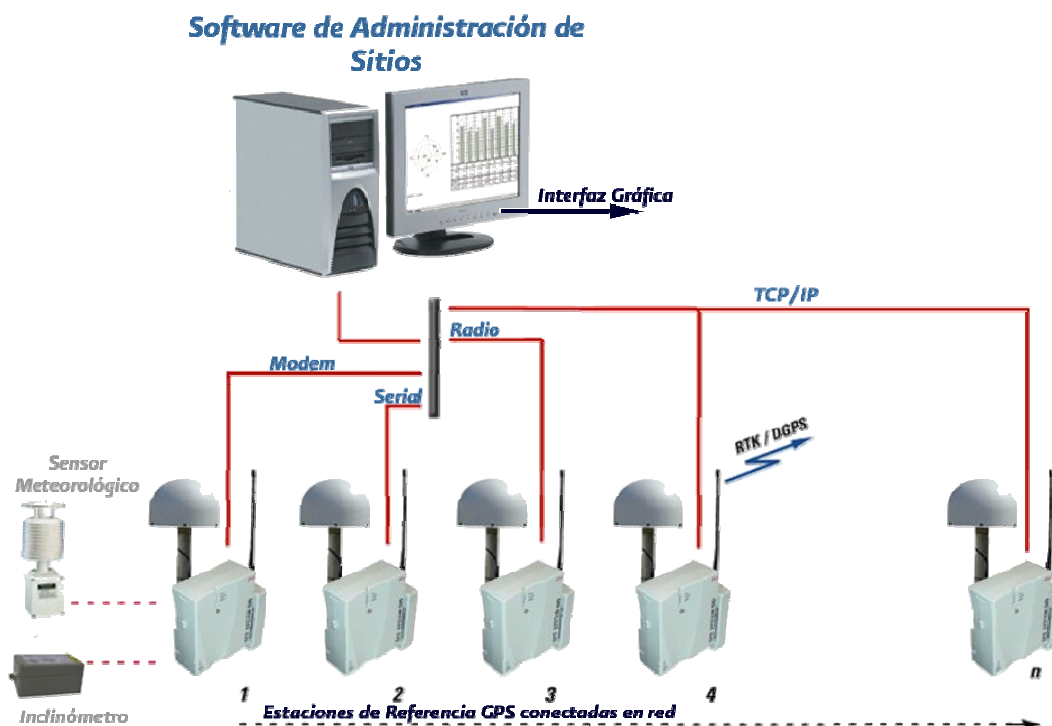 Software de Administración de
Sitios
Interfaz Gráfica
TCP/IP
Radio
Modem
Serial
RTK / DGPS
Sensor
Meteorológico
1
2
3
4
n
Estaciones de Referencia GPS conectadas en red
Inclinómetro